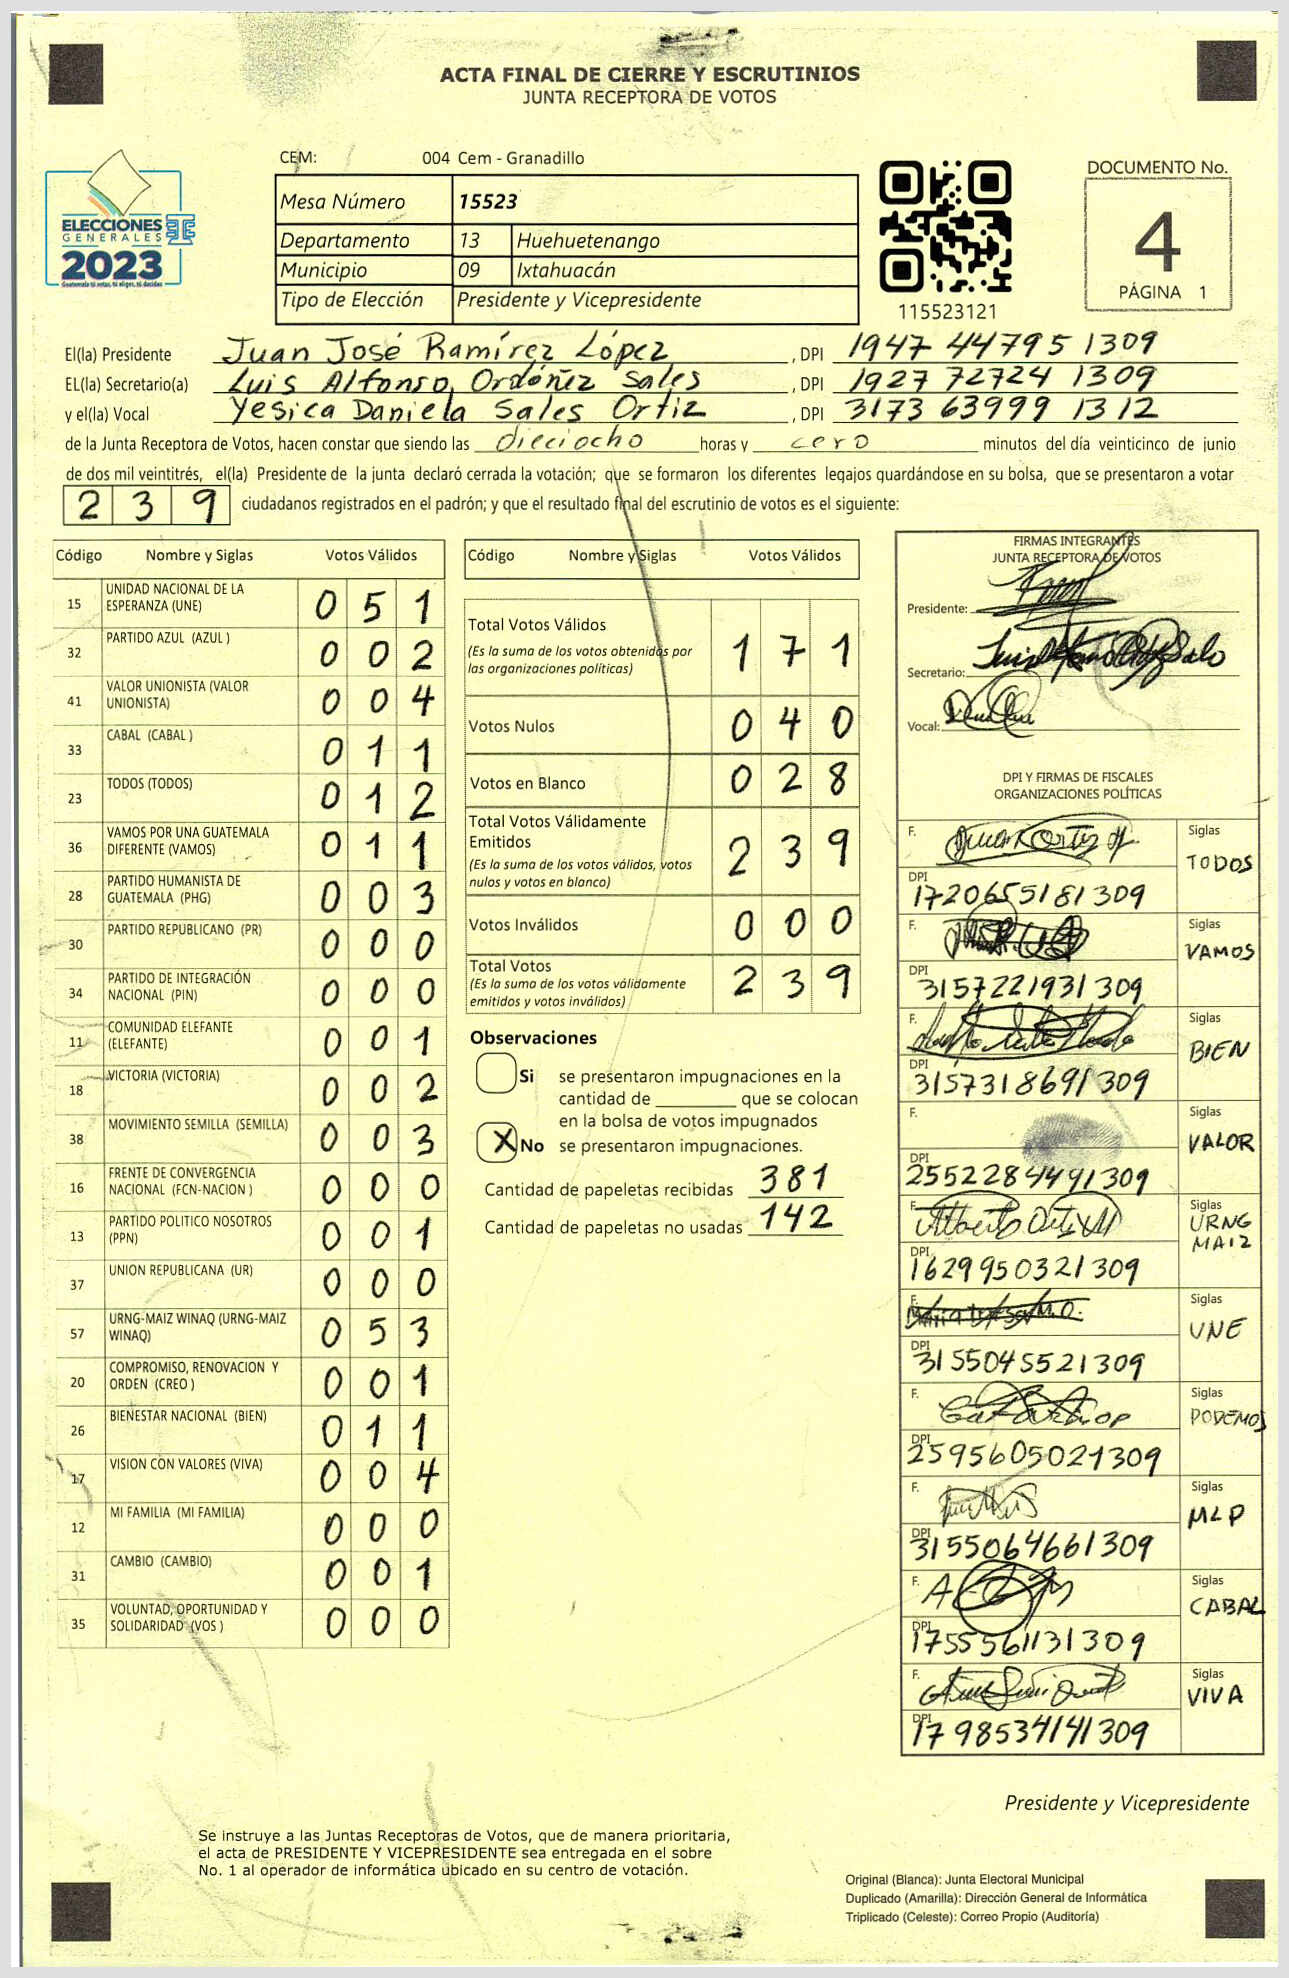 ACTA FINAL DE CIERRE Y ESCRUTINIOS
JUNTA RECEPTORA DE VOTOS
CEM: 004 Cem - Granadillo
Mesa Número 15523
Departamento 13 Huehuetenango
Municipio 09 Ixtahuacán
Tipo de Elección Presidente y Vicepresidente
ELECCIONES
GENERALES
2023
Guatemala tú votas, tú eliges, tú decides
115523121
DOCUMENTO No.
4
PÁGINA 1
El(la) Presidente Juan José Ramírez López , DPI 1947 44795 1309
EL(la) Secretario(a) Luis Alfonso Ordóñez Sales , DPI 1927 72724 1309
y el(la) Vocal Yesica Daniela Sales Ortiz , DPI 3173 63999 1312
de la Junta Receptora de Votos, hacen constar que siendo las dieciocho horas y cero minutos del día veinticinco de junio
de dos mil veintitrés, el(la) Presidente de la junta declaró cerrada la votación; que se formaron los diferentes legajos guardándose en su bolsa, que se presentaron a votar
239 ciudadanos registrados en el padrón; y que el resultado final del escrutinio de votos es el siguiente:
Código Nombre y Siglas Votos Válidos
15 UNIDAD NACIONAL DE LA ESPERANZA (UNE) 0 5 1
32 PARTIDO AZUL (AZUL ) 0 0 2
41 VALOR UNIONISTA (VALOR UNIONISTA) 0 0 4
33 CABAL (CABAL ) 0 1 1
23 TODOS (TODOS) 0 1 2
36 VAMOS POR UNA GUATEMALA DIFERENTE (VAMOS) 0 1 1
28 PARTIDO HUMANISTA DE GUATEMALA (PHG) 0 0 3
30 PARTIDO REPUBLICANO (PR) 0 0 0
34 PARTIDO DE INTEGRACIÓN NACIONAL (PIN) 0 0 0
11 COMUNIDAD ELEFANTE (ELEFANTE) 0 0 1
18 VICTORIA (VICTORIA) 0 0 2
38 MOVIMIENTO SEMILLA (SEMILLA) 0 0 3
16 FRENTE DE CONVERGENCIA NACIONAL (FCN-NACION ) 0 0 0
13 PARTIDO POLITICO NOSOTROS (PPN) 0 0 1
37 UNION REPUBLICANA (UR) 0 0 0
57 URNG-MAIZ WINAQ (URNG-MAIZ WINAQ) 0 5 3
20 COMPROMISO, RENOVACION Y ORDEN (CREO ) 0 0 1
26 BIENESTAR NACIONAL (BIEN) 0 1 1
17 VISION CON VALORES (VIVA) 0 0 4
12 MI FAMILIA (MI FAMILIA) 0 0 0
31 CAMBIO (CAMBIO) 0 0 1
35 VOLUNTAD, OPORTUNIDAD Y SOLIDARIDAD (VOS ) 0 0 0
Código Nombre y Siglas Votos Válidos
Total Votos Válidos 1 7 1
(Es la suma de los votos obtenidos por
las organizaciones políticas)
Votos Nulos 0 4 0
Votos en Blanco 0 2 8
Total Votos Válidamente
Emitidos 2 3 9
(Es la suma de los votos válidos, votos
nulos y votos en blanco)
Votos Inválidos 0 0 0
Total Votos 2 3 9
(Es la suma de los votos válidamente
emitidos y votos inválidos)
Observaciones
Si se presentaron impugnaciones en la
cantidad de ________ que se colocan
en la bolsa de votos impugnados
X No se presentaron impugnaciones.
Cantidad de papeletas recibidas 381
Cantidad de papeletas no usadas 142
FIRMAS INTEGRANTES
JUNTA RECEPTORA DE VOTOS
Presidente:
Secretario:
Vocal:
DPI Y FIRMAS DE FISCALES
ORGANIZACIONES POLÍTICAS
F. Siglas TODOS
DPI 1720655181309
F. Siglas VAMOS
DPI 3157221931309
F. Siglas BIEN
DPI 3157318691309
F. Siglas VALOR
DPI 2552284491309
F. Siglas URNG MAIZ
DPI 1629950321309
F. Siglas UNE
DPI 3155045521309
F. Siglas PODEMOS
DPI 2595605021309
F. Siglas MLP
DPI 3155064661309
F. Siglas CABAL
DPI 1755561131309
F. Siglas VIVA
DPI 1798534141309
Presidente y Vicepresidente
Se instruye a las Juntas Receptoras de Votos, que de manera prioritaria,
el acta de PRESIDENTE Y VICEPRESIDENTE sea entregada en el sobre
No. 1 al operador de informática ubicado en su centro de votación.
Original (Blanca): Junta Electoral Municipal
Duplicado (Amarilla): Dirección General de Informática
Triplicado (Celeste): Correo Propio (Auditoría)